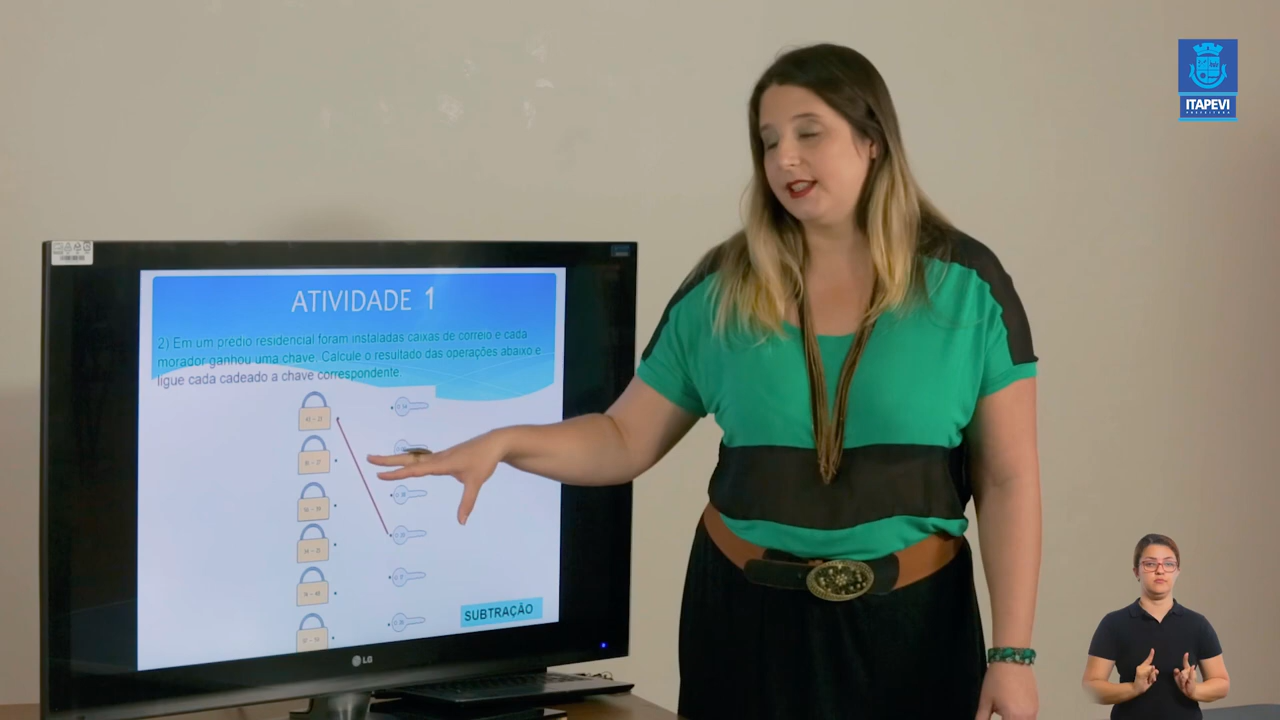 ITAPEVI
PREFEITURA
ATIVIDADE 1
2) Em um prédio residencial foram instaladas caixas de correio e cada
morador ganhou uma chave. Calcule o resultado das operações abaixo e
ligue cada cadeado a chave correspondente.
SUBTRAÇÃO
LG